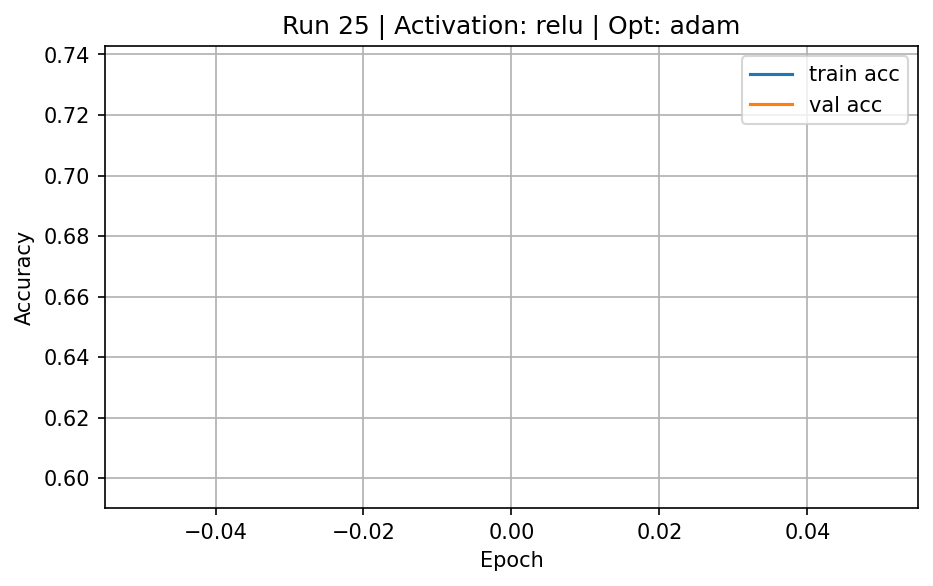 Run 25 | Activation: relu | Opt: adam
train acc
val acc
0.74
0.72
0.70
0.68
0.66
0.64
0.62
0.60
Accuracy
−0.04
−0.02
0.00
0.02
0.04
Epoch